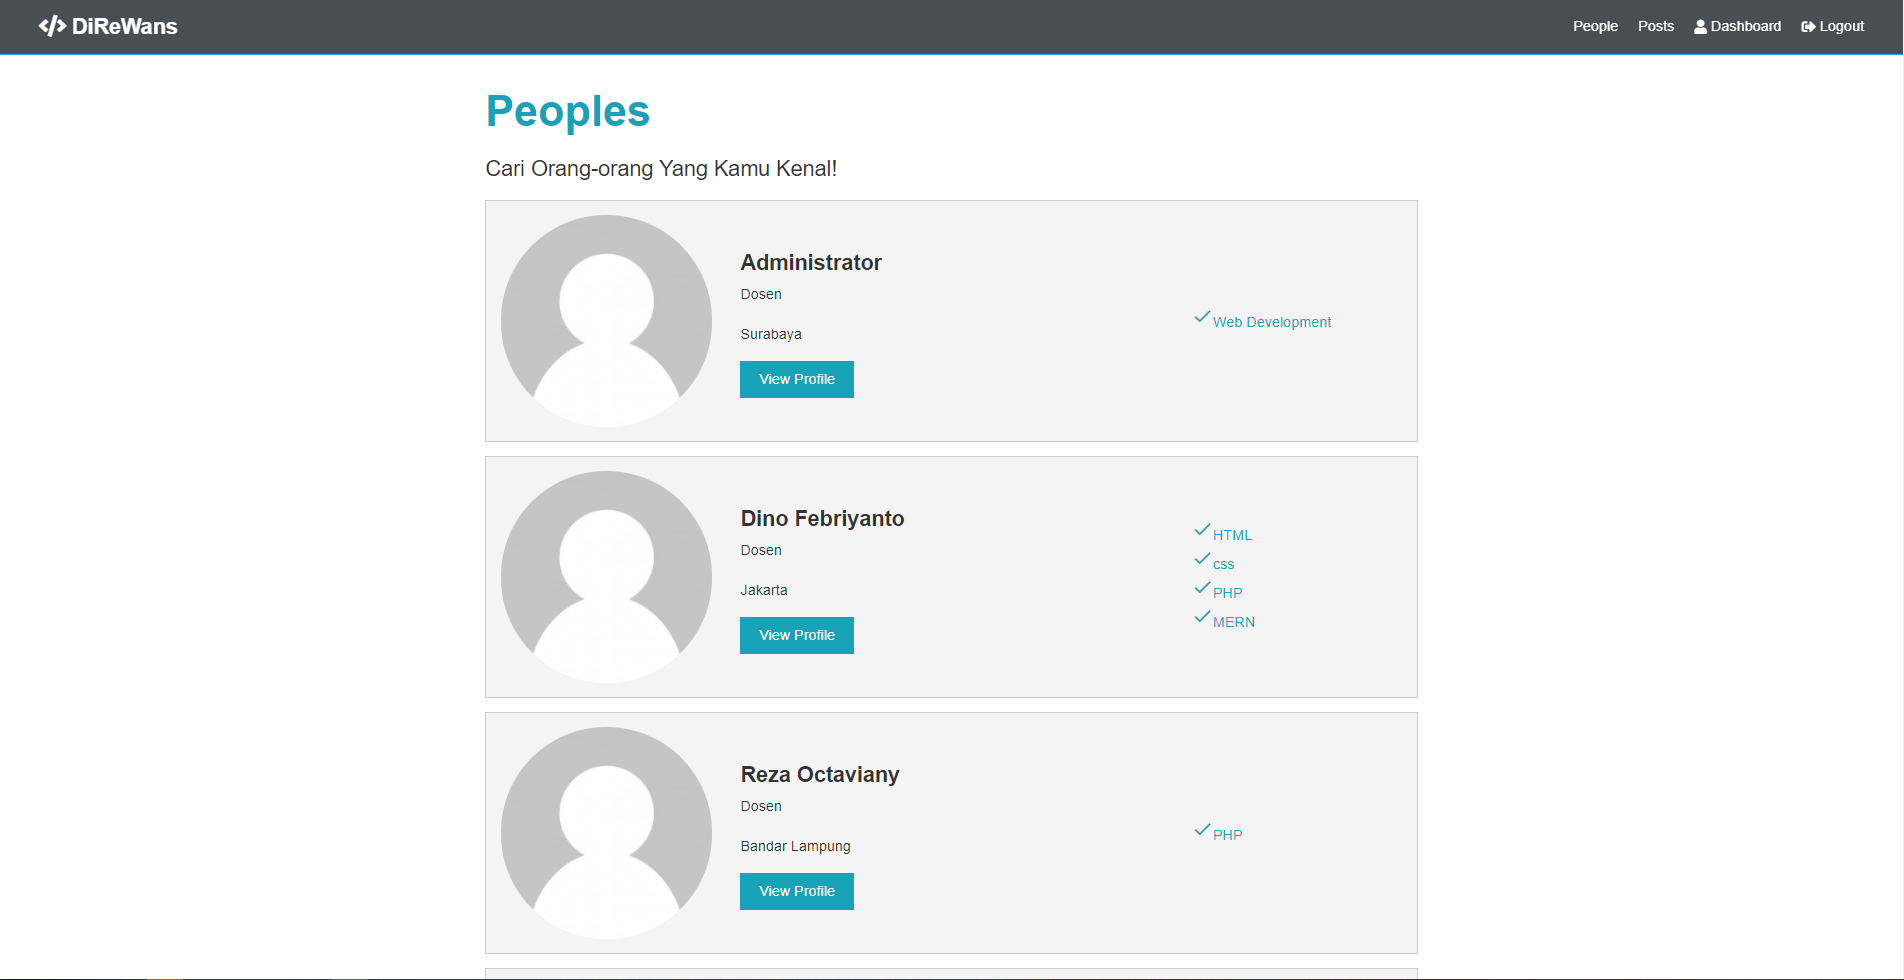 DiReWans
People Posts Dashboard Logout
Peoples
Cari Orang-orang Yang Kamu Kenal!
Administrator
Dosen
Surabaya
View Profile
Web Development
Dino Febriyanto
Dosen
Jakarta
View Profile
HTML
css
PHP
MERN
Reza Octaviany
Dosen
Bandar Lampung
View Profile
PHP